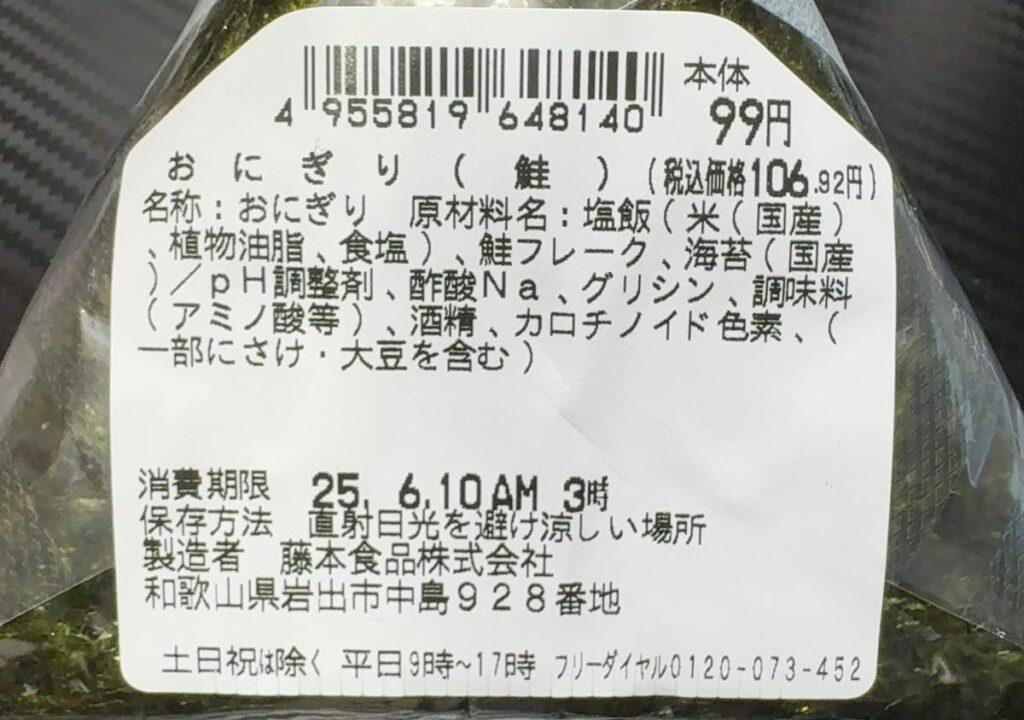 本体
99円
4 955819 648140
おにぎり(鮭)
(税込価格106.92円)
名称:おにぎり 原材料名:塩飯(米(国産)
、植物油脂、食塩)、鮭フレーク、海苔(国産
)/pH調整剤、酢酸Na、グリシン、調味料
(アミノ酸等)、酒精、カロチノイド色素、(
一部にさけ・大豆を含む)
消費期限 25. 6.10 AM 3時
保存方法 直射日光を避け涼しい場所
製造者 藤本食品株式会社
和歌山県岩出市中島928番地
土日祝は除く 平日9時~17時 フリーダイヤル0120-073-452